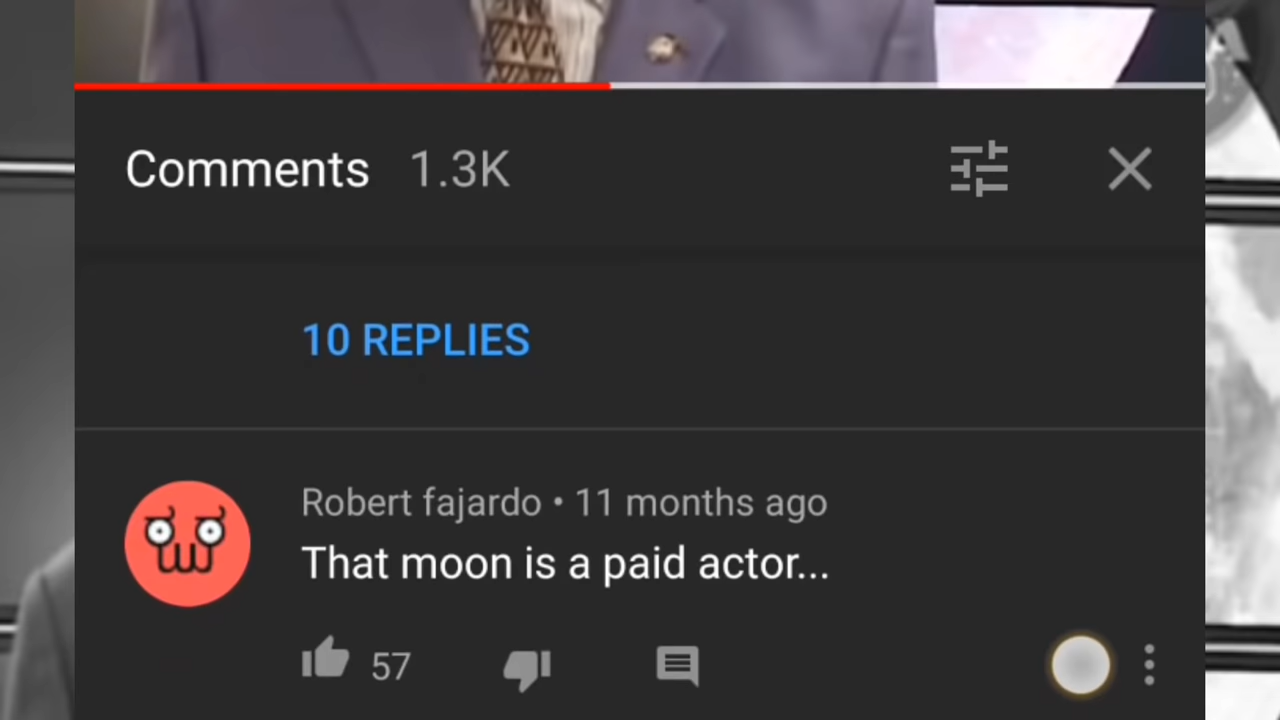 Comments 1.3K
10 REPLIES
Robert fajardo • 11 months ago
That moon is a paid actor...
57